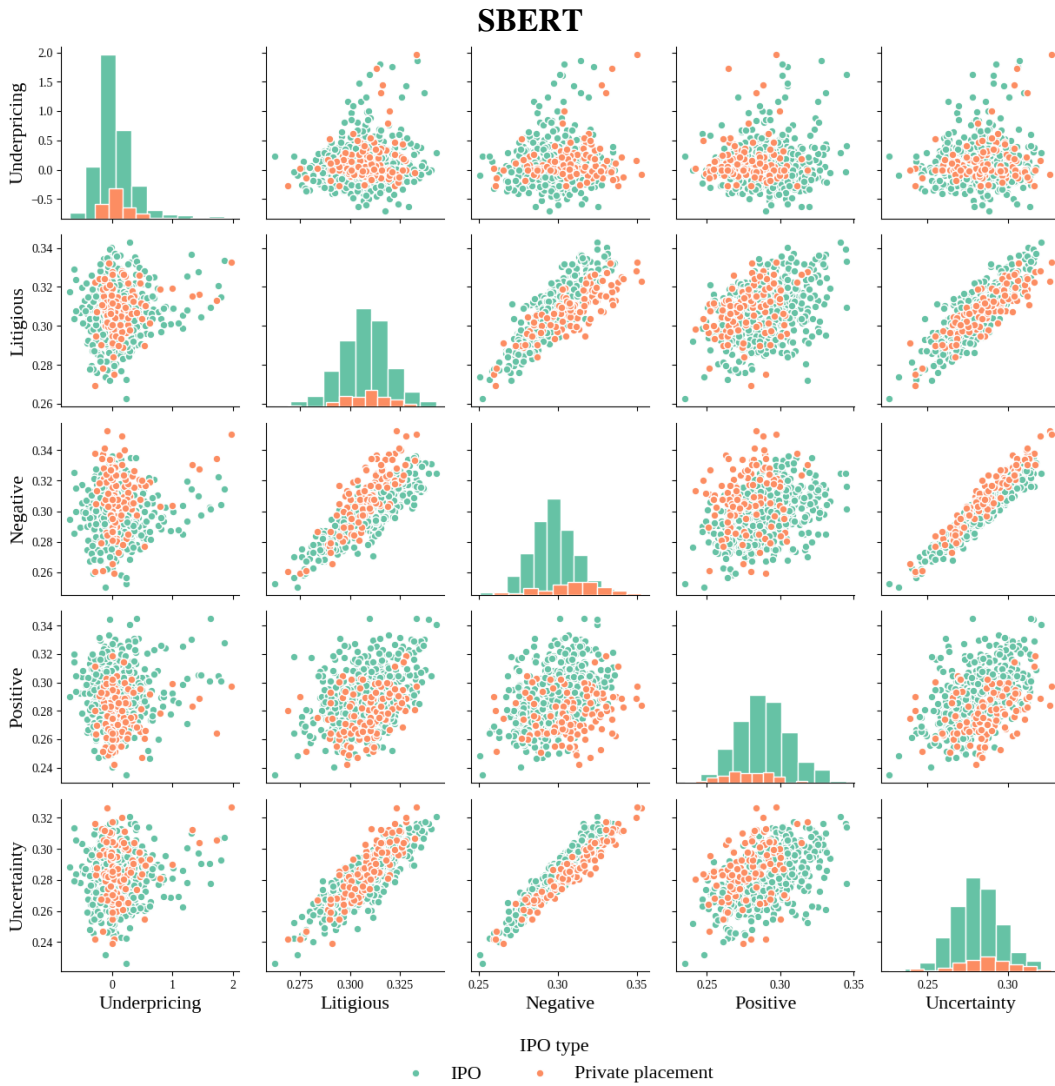 SBERT
Underpricing
2.0
1.5
1.0
0.5
0.0
−0.5
Litigious
0.34
0.32
0.30
0.28
0.26
Negative
0.34
0.32
0.30
0.28
0.26
Positive
0.34
0.32
0.30
0.28
0.26
0.24
Uncertainty
0.32
0.30
0.28
0.26
0.24
0 1 2 0.275 0.300 0.325 0.25 0.30 0.35 0.25 0.30 0.35 0.25 0.30
Underpricing Litigious Negative Positive Uncertainty
IPO type
IPO Private placement